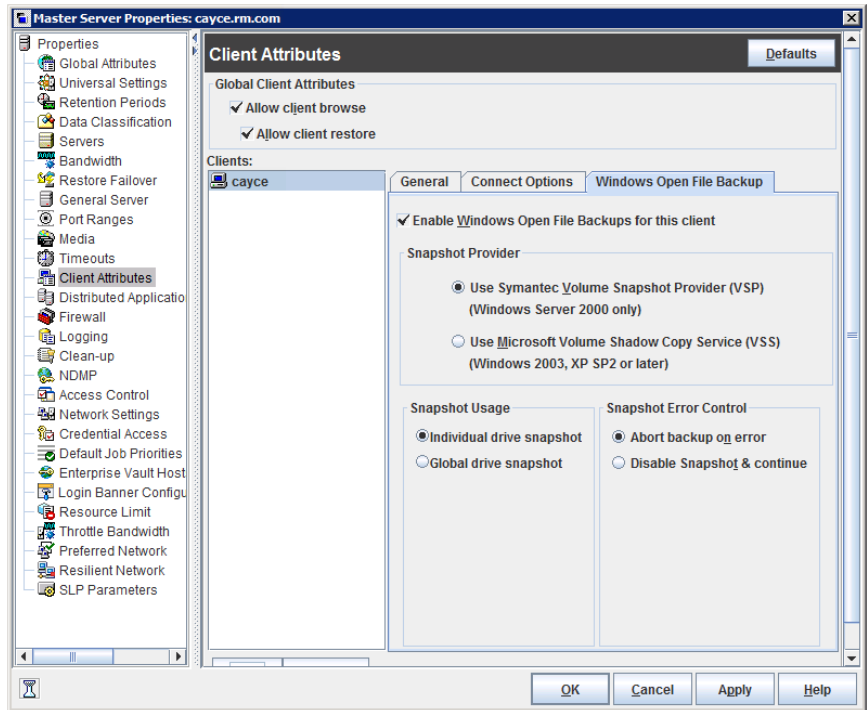 Master Server Properties: cayce.rm.com
Properties
Global Attributes
Universal Settings
Retention Periods
Data Classification
Servers
Bandwidth
Restore Failover
General Server
Port Ranges
Media
Timeouts
Client Attributes
Distributed Applicatio
Firewall
Logging
Clean-up
NDMP
Access Control
Network Settings
Credential Access
Default Job Priorities
Enterprise Vault Host
Login Banner Configu
Resource Limit
Throttle Bandwidth
Preferred Network
Resilient Network
SLP Parameters
Client Attributes
Defaults
Global Client Attributes
Allow client browse
Allow client restore
Clients:
cayce
General
Connect Options
Windows Open File Backup
Enable Windows Open File Backups for this client
Snapshot Provider
Use Symantec Volume Snapshot Provider (VSP)
(Windows Server 2000 only)
Use Microsoft Volume Shadow Copy Service (VSS)
(Windows 2003, XP SP2 or later)
Snapshot Usage
Individual drive snapshot
Global drive snapshot
Snapshot Error Control
Abort backup on error
Disable Snapshot & continue
OK
Cancel
Apply
Help